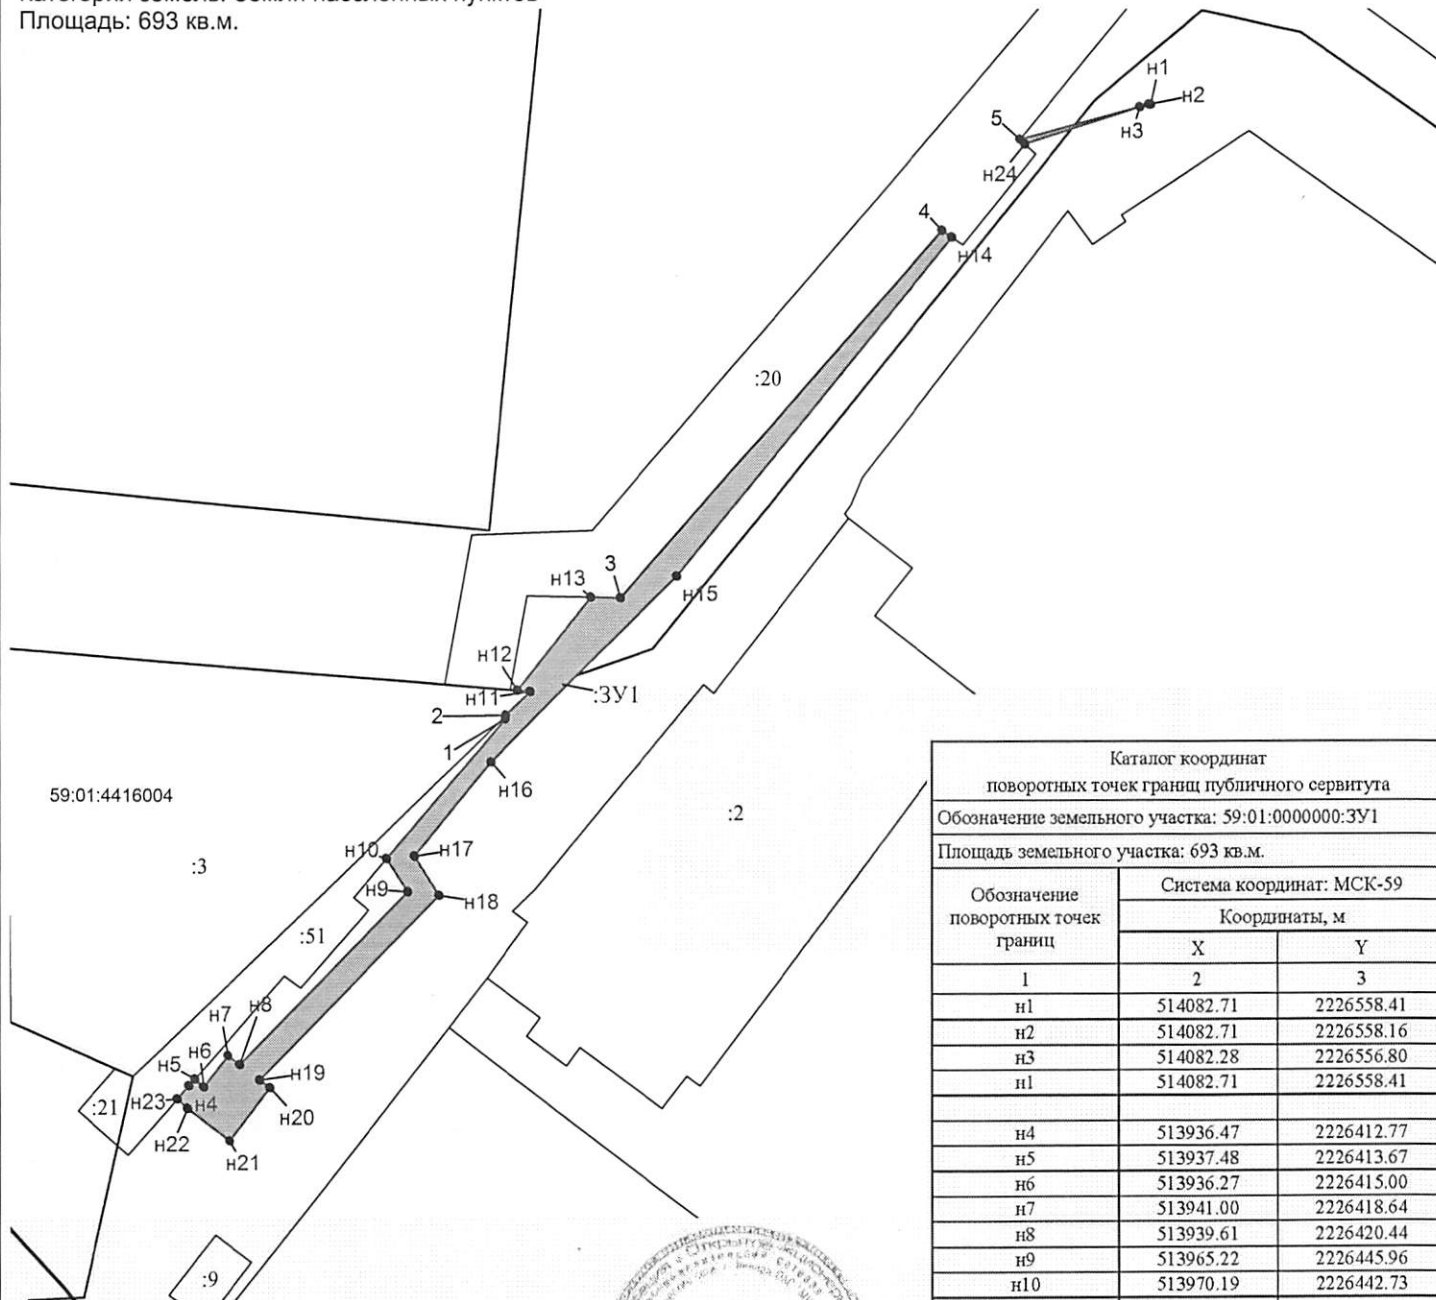 Площадь: 693 кв.м.
н1
н2
н3
5
н24
4
н14
:20
н13
3
н15
н12
н11
:ЗУ1
2
1
н16
59:01:4416004
:2
:3
н10
н17
н9
н18
:51
н8
н7
н6
н5
н19
:21
н23
н4
н20
н22
н21
:9
Каталог координат
поворотных точек границ публичного сервитута
Обозначение земельного участка: 59:01:0000000:ЗУ1
Площадь земельного участка: 693 кв.м.
Обозначение поворотных точек границ
Система координат: МСК-59
Координаты, м
X Y
1 2 3
н1 514082.71 2226558.41
н2 514082.71 2226558.16
н3 514082.28 2226556.80
н1 514082.71 2226558.41
н4 513936.47 2226412.77
н5 513937.48 2226413.67
н6 513936.27 2226415.00
н7 513941.00 2226418.64
н8 513939.61 2226420.44
н9 513965.22 2226445.96
н10 513970.19 2226442.73